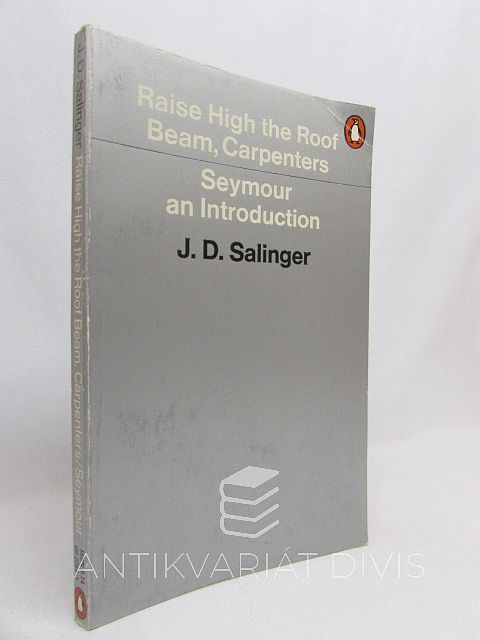 Raise High the Roof
Beam, Carpenters
Seymour
an Introduction
J. D. Salinger
J. D. Salinger Raise High the Roof Beam, Carpenters/Seymour
ANTIKVARIÁT DIVIŠ